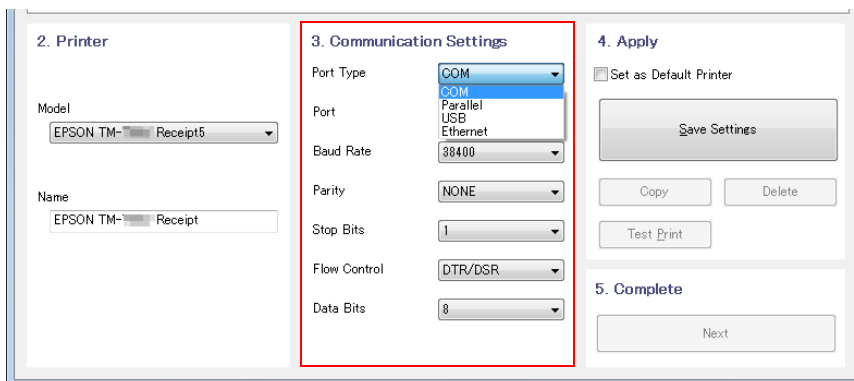 2. Printer
Model
EPSON TM- Receipt5
Name
EPSON TM- Receipt
3. Communication Settings
Port Type
COM
COM
Parallel
USB
Ethernet
Port
Baud Rate
38400
Parity
NONE
Stop Bits
1
Flow Control
DTR/DSR
Data Bits
8
4. Apply
Set as Default Printer
Save Settings
Copy
Delete
Test Print
5. Complete
Next